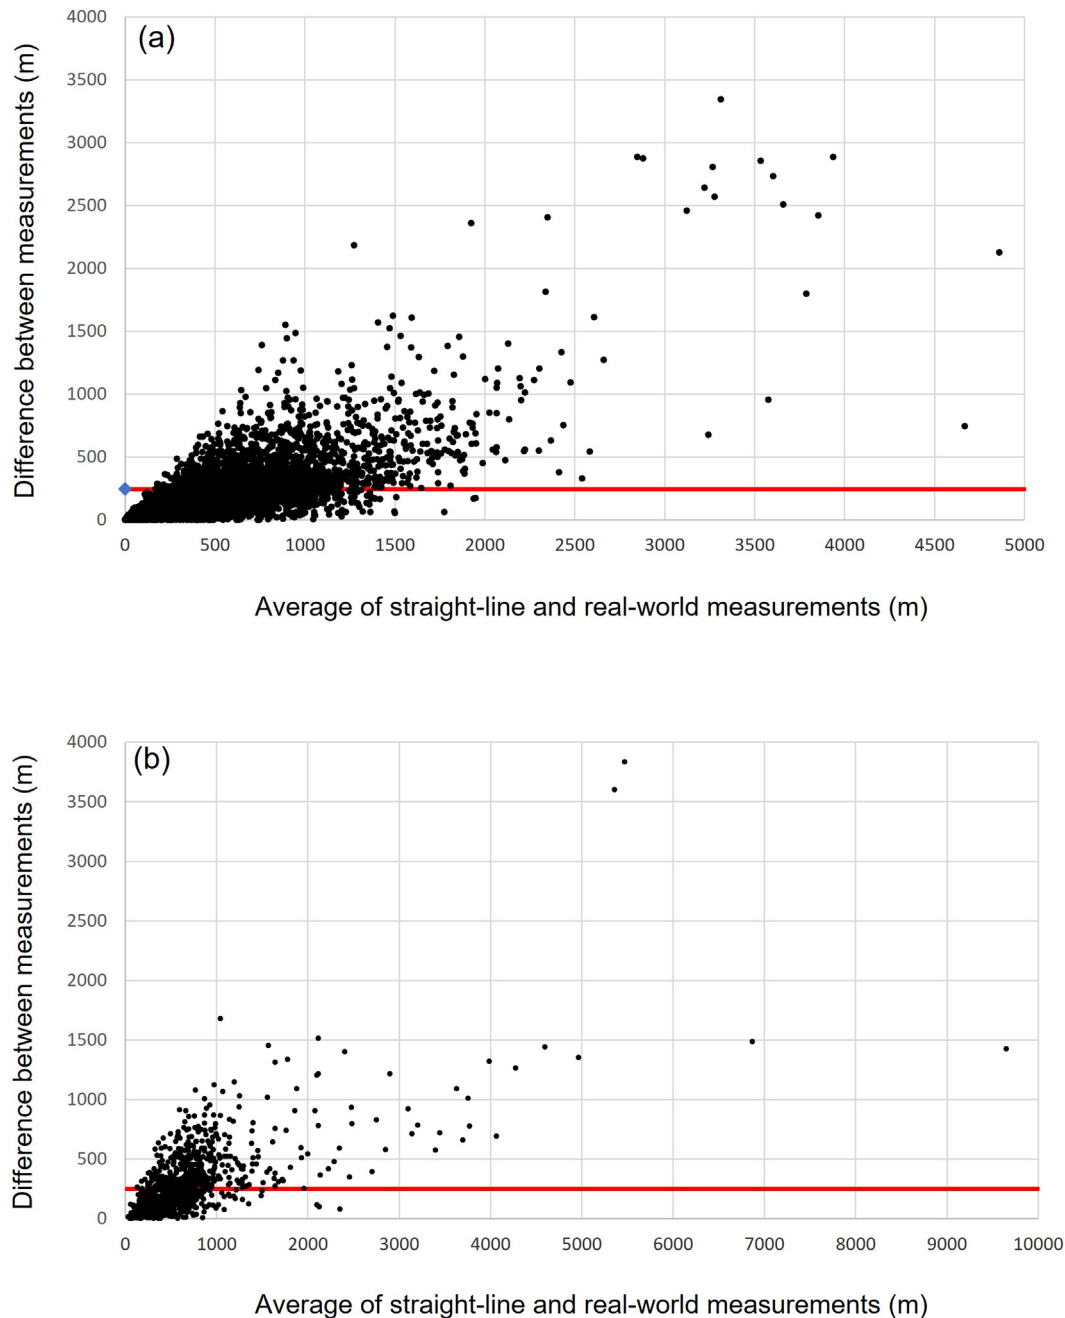 (a)
Difference between measurements (m)
4000
3500
3000
2500
2000
1500
1000
500
0
0 500 1000 1500 2000 2500 3000 3500 4000 4500 5000
Average of straight-line and real-world measurements (m)
(b)
Difference between measurements (m)
4000
3500
3000
2500
2000
1500
1000
500
0
0 1000 2000 3000 4000 5000 6000 7000 8000 9000 10000
Average of straight-line and real-world measurements (m)